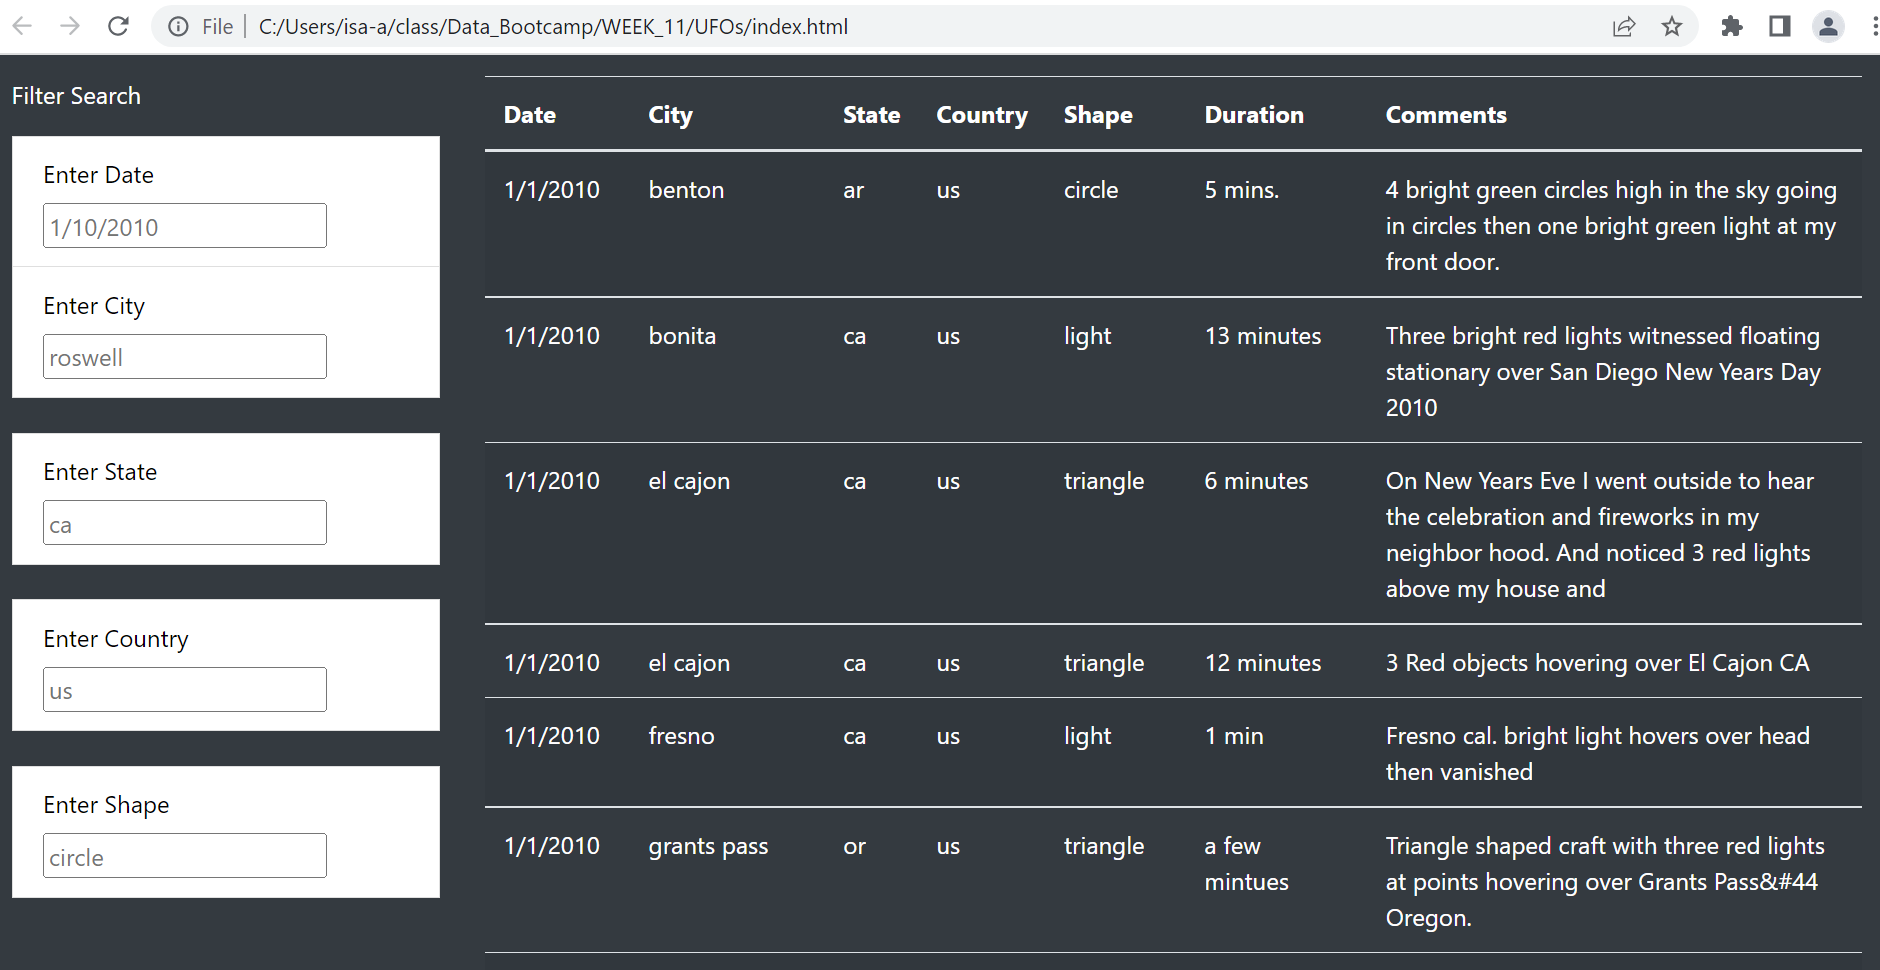 File C:/Users/isa-a/class/Data_Bootcamp/WEEK_11/UFOs/index.html
Filter Search
Enter Date
1/10/2010
Enter City
roswell
Enter State
ca
Enter Country
us
Enter Shape
circle
Date City State Country Shape Duration Comments
1/1/2010 benton ar us circle 5 mins. 4 bright green circles high in the sky going
in circles then one bright green light at my
front door.
1/1/2010 bonita ca us light 13 minutes Three bright red lights witnessed floating
stationary over San Diego New Years Day
2010
1/1/2010 el cajon ca us triangle 6 minutes On New Years Eve I went outside to hear
the celebration and fireworks in my
neighbor hood. And noticed 3 red lights
above my house and
1/1/2010 el cajon ca us triangle 12 minutes 3 Red objects hovering over El Cajon CA
1/1/2010 fresno ca us light 1 min Fresno cal. bright light hovers over head
then vanished
1/1/2010 grants pass or us triangle a few Triangle shaped craft with three red lights
mintues at points hovering over Grants Pass&#44
Oregon.